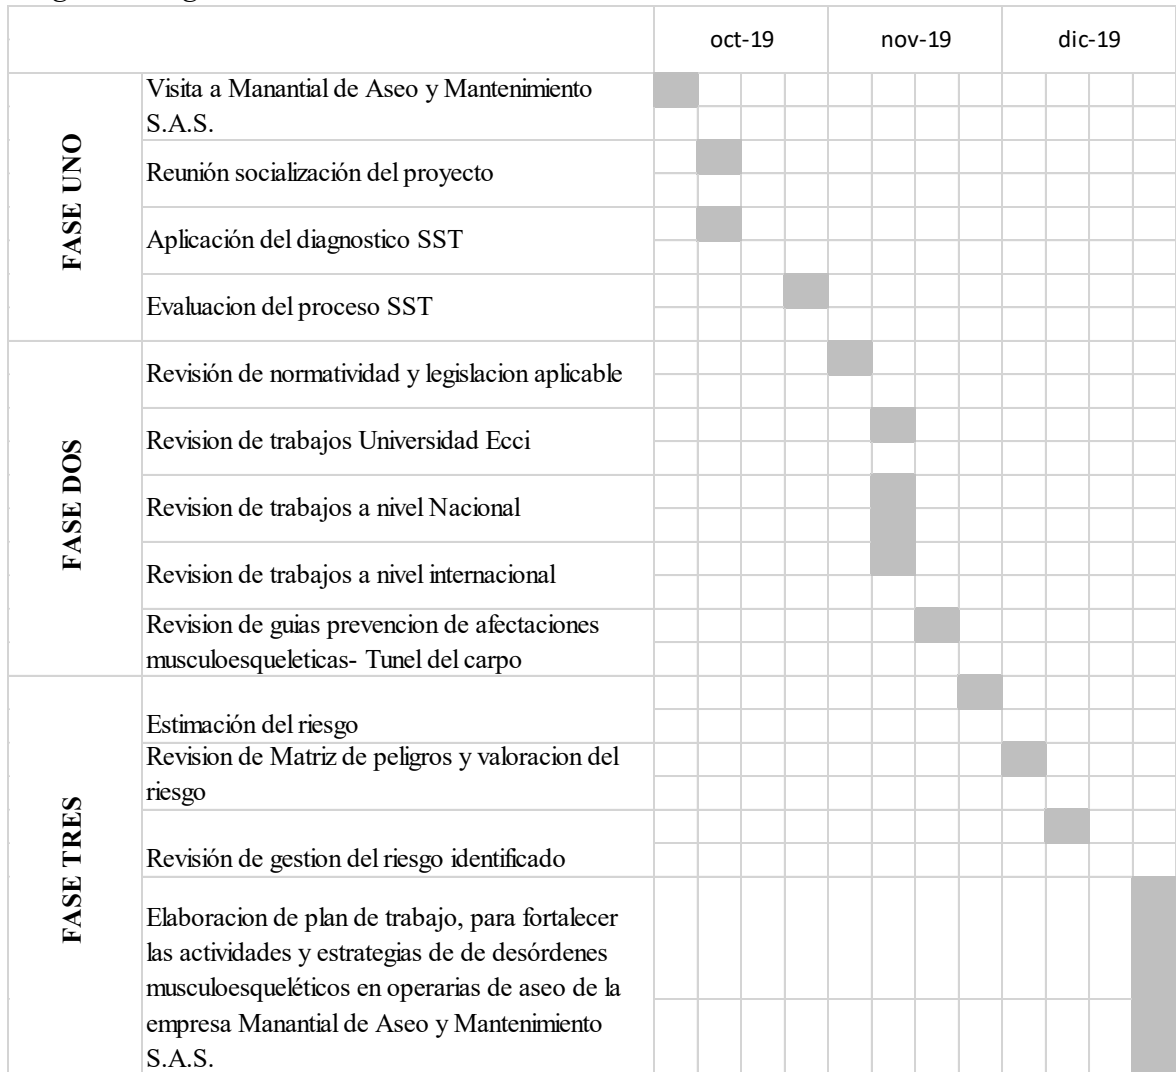 oct-19 nov-19 dic-19
FASE UNO
Visita a Manantial de Aseo y Mantenimiento
S.A.S.
Reunión socialización del proyecto
Aplicación del diagnostico SST
Evaluacion del proceso SST
FASE DOS
Revisión de normatividad y legislacion aplicable
Revision de trabajos Universidad Ecci
Revision de trabajos a nivel Nacional
Revision de trabajos a nivel internacional
Revision de guias prevencion de afectaciones
musculoesqueleticas- Tunel del carpo
FASE TRES
Estimación del riesgo
Revision de Matriz de peligros y valoracion del
riesgo
Revisión de gestion del riesgo identificado
Elaboracion de plan de trabajo, para fortalecer
las actividades y estrategias de de desórdenes
musculoesqueléticos en operarias de aseo de la
empresa Manantial de Aseo y Mantenimiento
S.A.S.